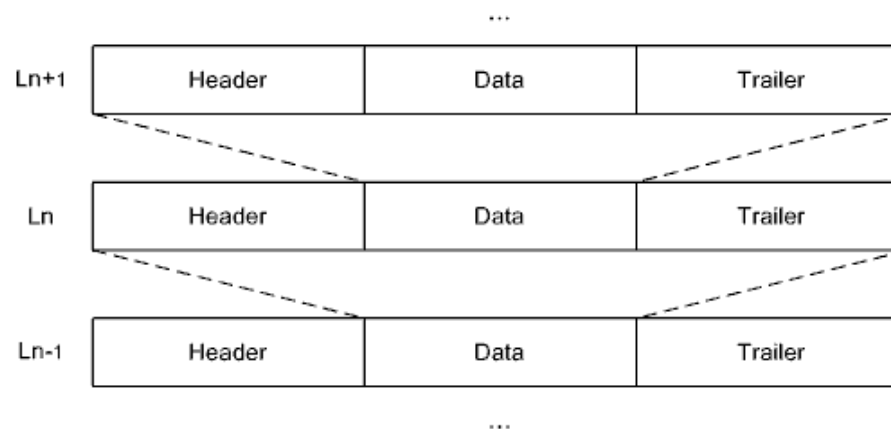 ...
Ln+1 Header Data Trailer
Ln Header Data Trailer
Ln-1 Header Data Trailer
...